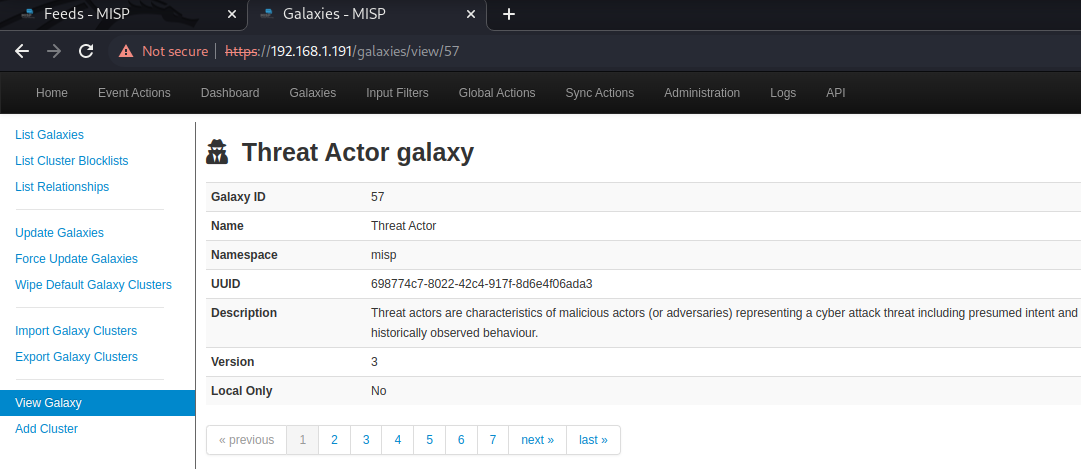 Feeds - MISP
Galaxies - MISP
Not secure https://192.168.1.191/galaxies/view/57
Home Event Actions Dashboard Galaxies Input Filters Global Actions Sync Actions Administration Logs API
List Galaxies
List Cluster Blocklists
List Relationships
Update Galaxies
Force Update Galaxies
Wipe Default Galaxy Clusters
Import Galaxy Clusters
Export Galaxy Clusters
View Galaxy
Add Cluster
Threat Actor galaxy
Galaxy ID 57
Name Threat Actor
Namespace misp
UUID 698774c7-8022-42c4-917f-8d6e4f06ada3
Description Threat actors are characteristics of malicious actors (or adversaries) representing a cyber attack threat including presumed intent and
historically observed behaviour.
Version 3
Local Only No
« previous 1 2 3 4 5 6 7 next » last »